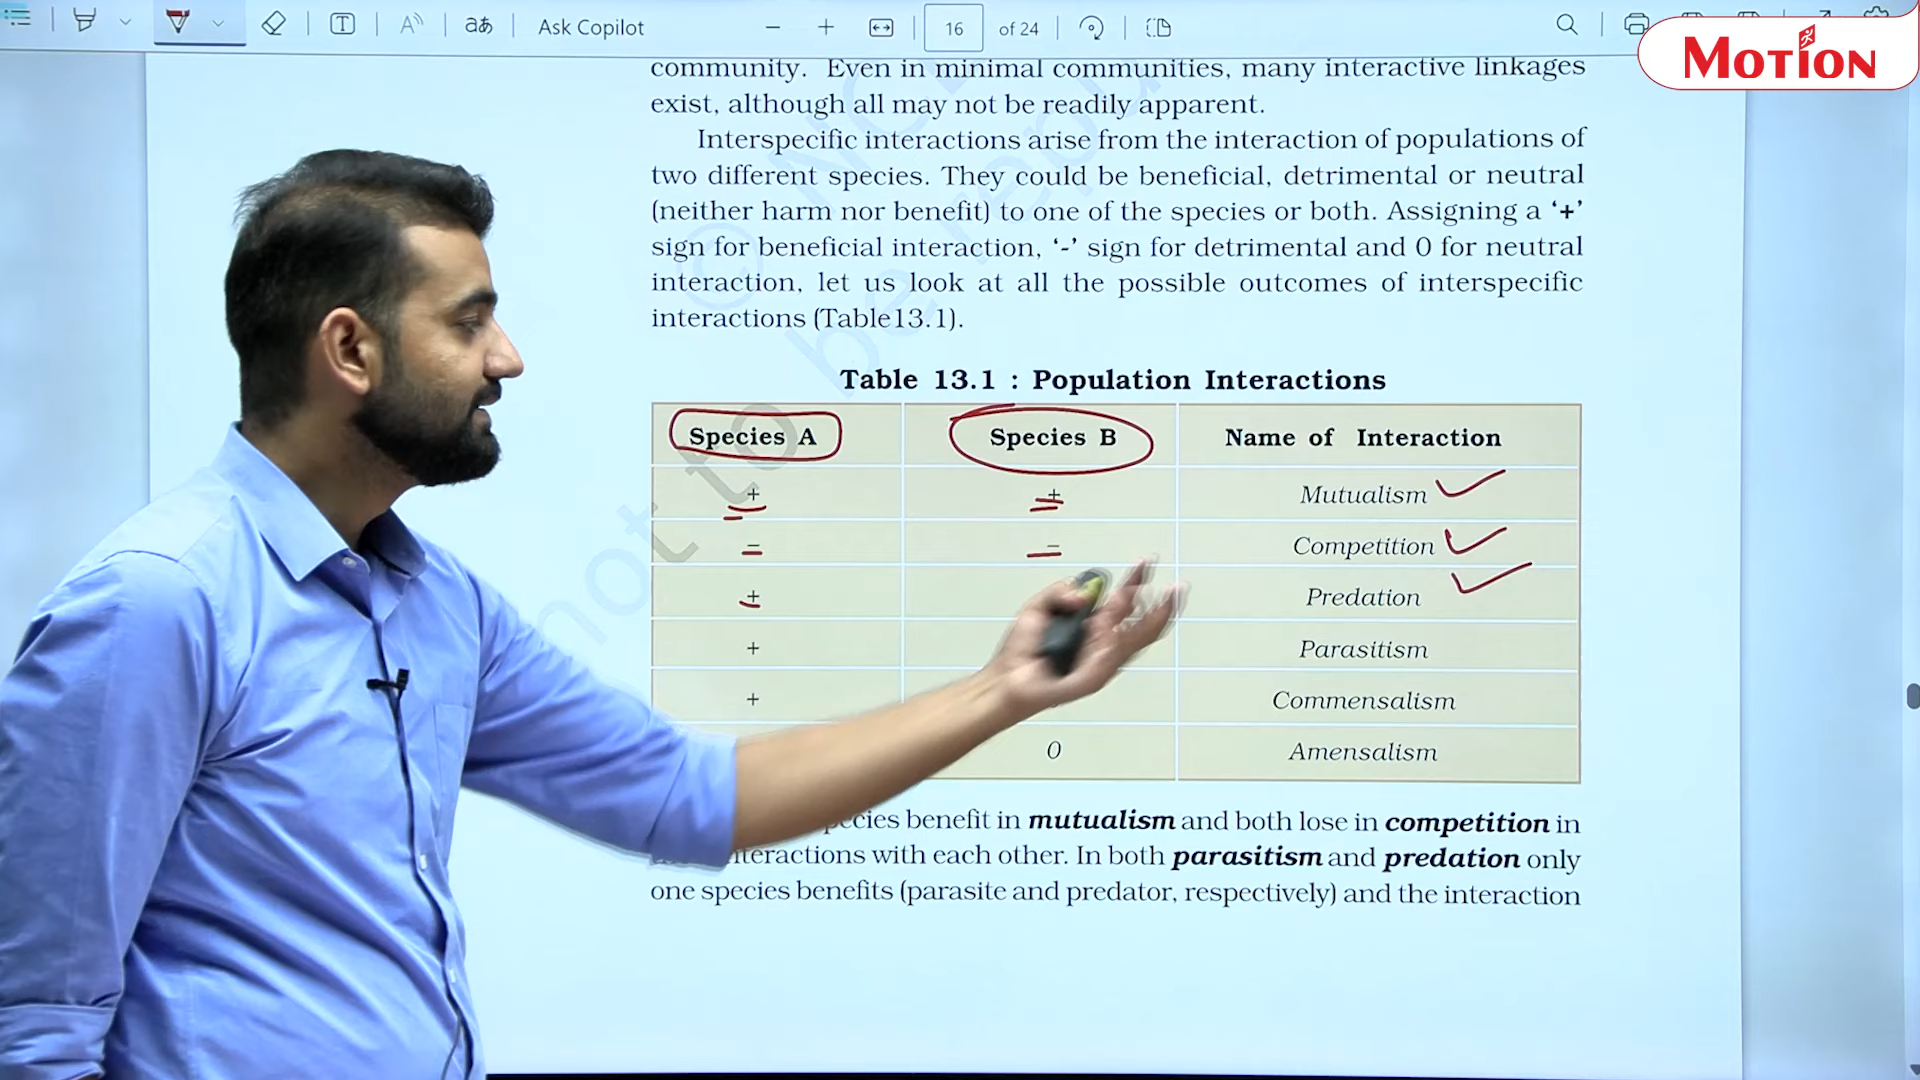 Ask Copilot
16 of 24
MOTION
community. Even in minimal communities, many interactive linkages
exist, although all may not be readily apparent.
Interspecific interactions arise from the interaction of populations of
two different species. They could be beneficial, detrimental or neutral
(neither harm nor benefit) to one of the species or both. Assigning a ‘+’
sign for beneficial interaction, ‘-’ sign for detrimental and 0 for neutral
interaction, let us look at all the possible outcomes of interspecific
interactions (Table13.1).
Table 13.1 : Population Interactions
Species A Species B Name of Interaction
+ + Mutualism
– – Competition
+ Predation
+ Parasitism
+ Commensalism
0 Amensalism
benefit in mutualism and both lose in competition in
with each other. In both parasitism and predation only
one species benefits (parasite and predator, respectively) and the interaction
not to be